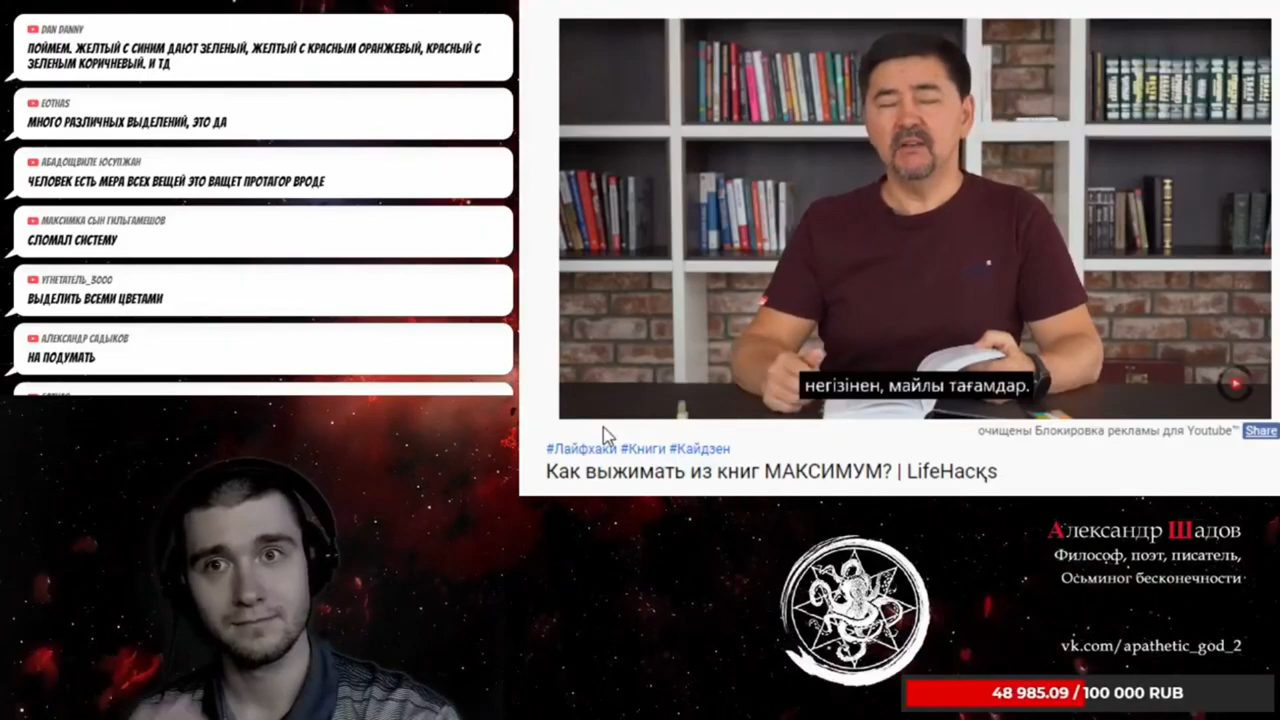 DAN DANNY
ПОЙМЕМ. ЖЕЛТЫЙ С СИНИМ ДАЮТ ЗЕЛЕНЫЙ, ЖЕЛТЫЙ С КРАСНЫМ ОРАНЖЕВЫЙ, КРАСНЫЙ С
ЗЕЛЕНЫМ КОРИЧНЕВЫЙ. И ТД
EOTHAS
МНОГО РАЗЛИЧНЫХ ВЫДЕЛЕНИЙ, ЭТО ДА
АБАДОЩВИЛЕ ЮСУПЖАН
ЧЕЛОВЕК ЕСТЬ МЕРА ВСЕХ ВЕЩЕЙ ЭТО ВАЩЕТ ПРОТАГОР ВРОДЕ
МАКСИМКА СЫН ГИЛЬГАМЕШОВ
СЛОМАЛ СИСТЕМУ
УГНЕТАТЕЛЬ_3000
ВЫДЕЛИТЬ ВСЕМИ ЦВЕТАМИ
АЛЕКСАНДР САДЫКОВ
НА ПОДУМАТЬ
негізінен, майлы тағамдар.
очищены Блокировка рекламы для Youtube™ Share
#Лайфхаки #Книги #Кайдзен
Как выжимать из книг МАКСИМУМ? | LifeHacқs
Александр Шадов
Философ, поэт, писатель,
Осьминог бесконечности
vk.com/apathetic_god_2
48 985.09 / 100 000 RUB